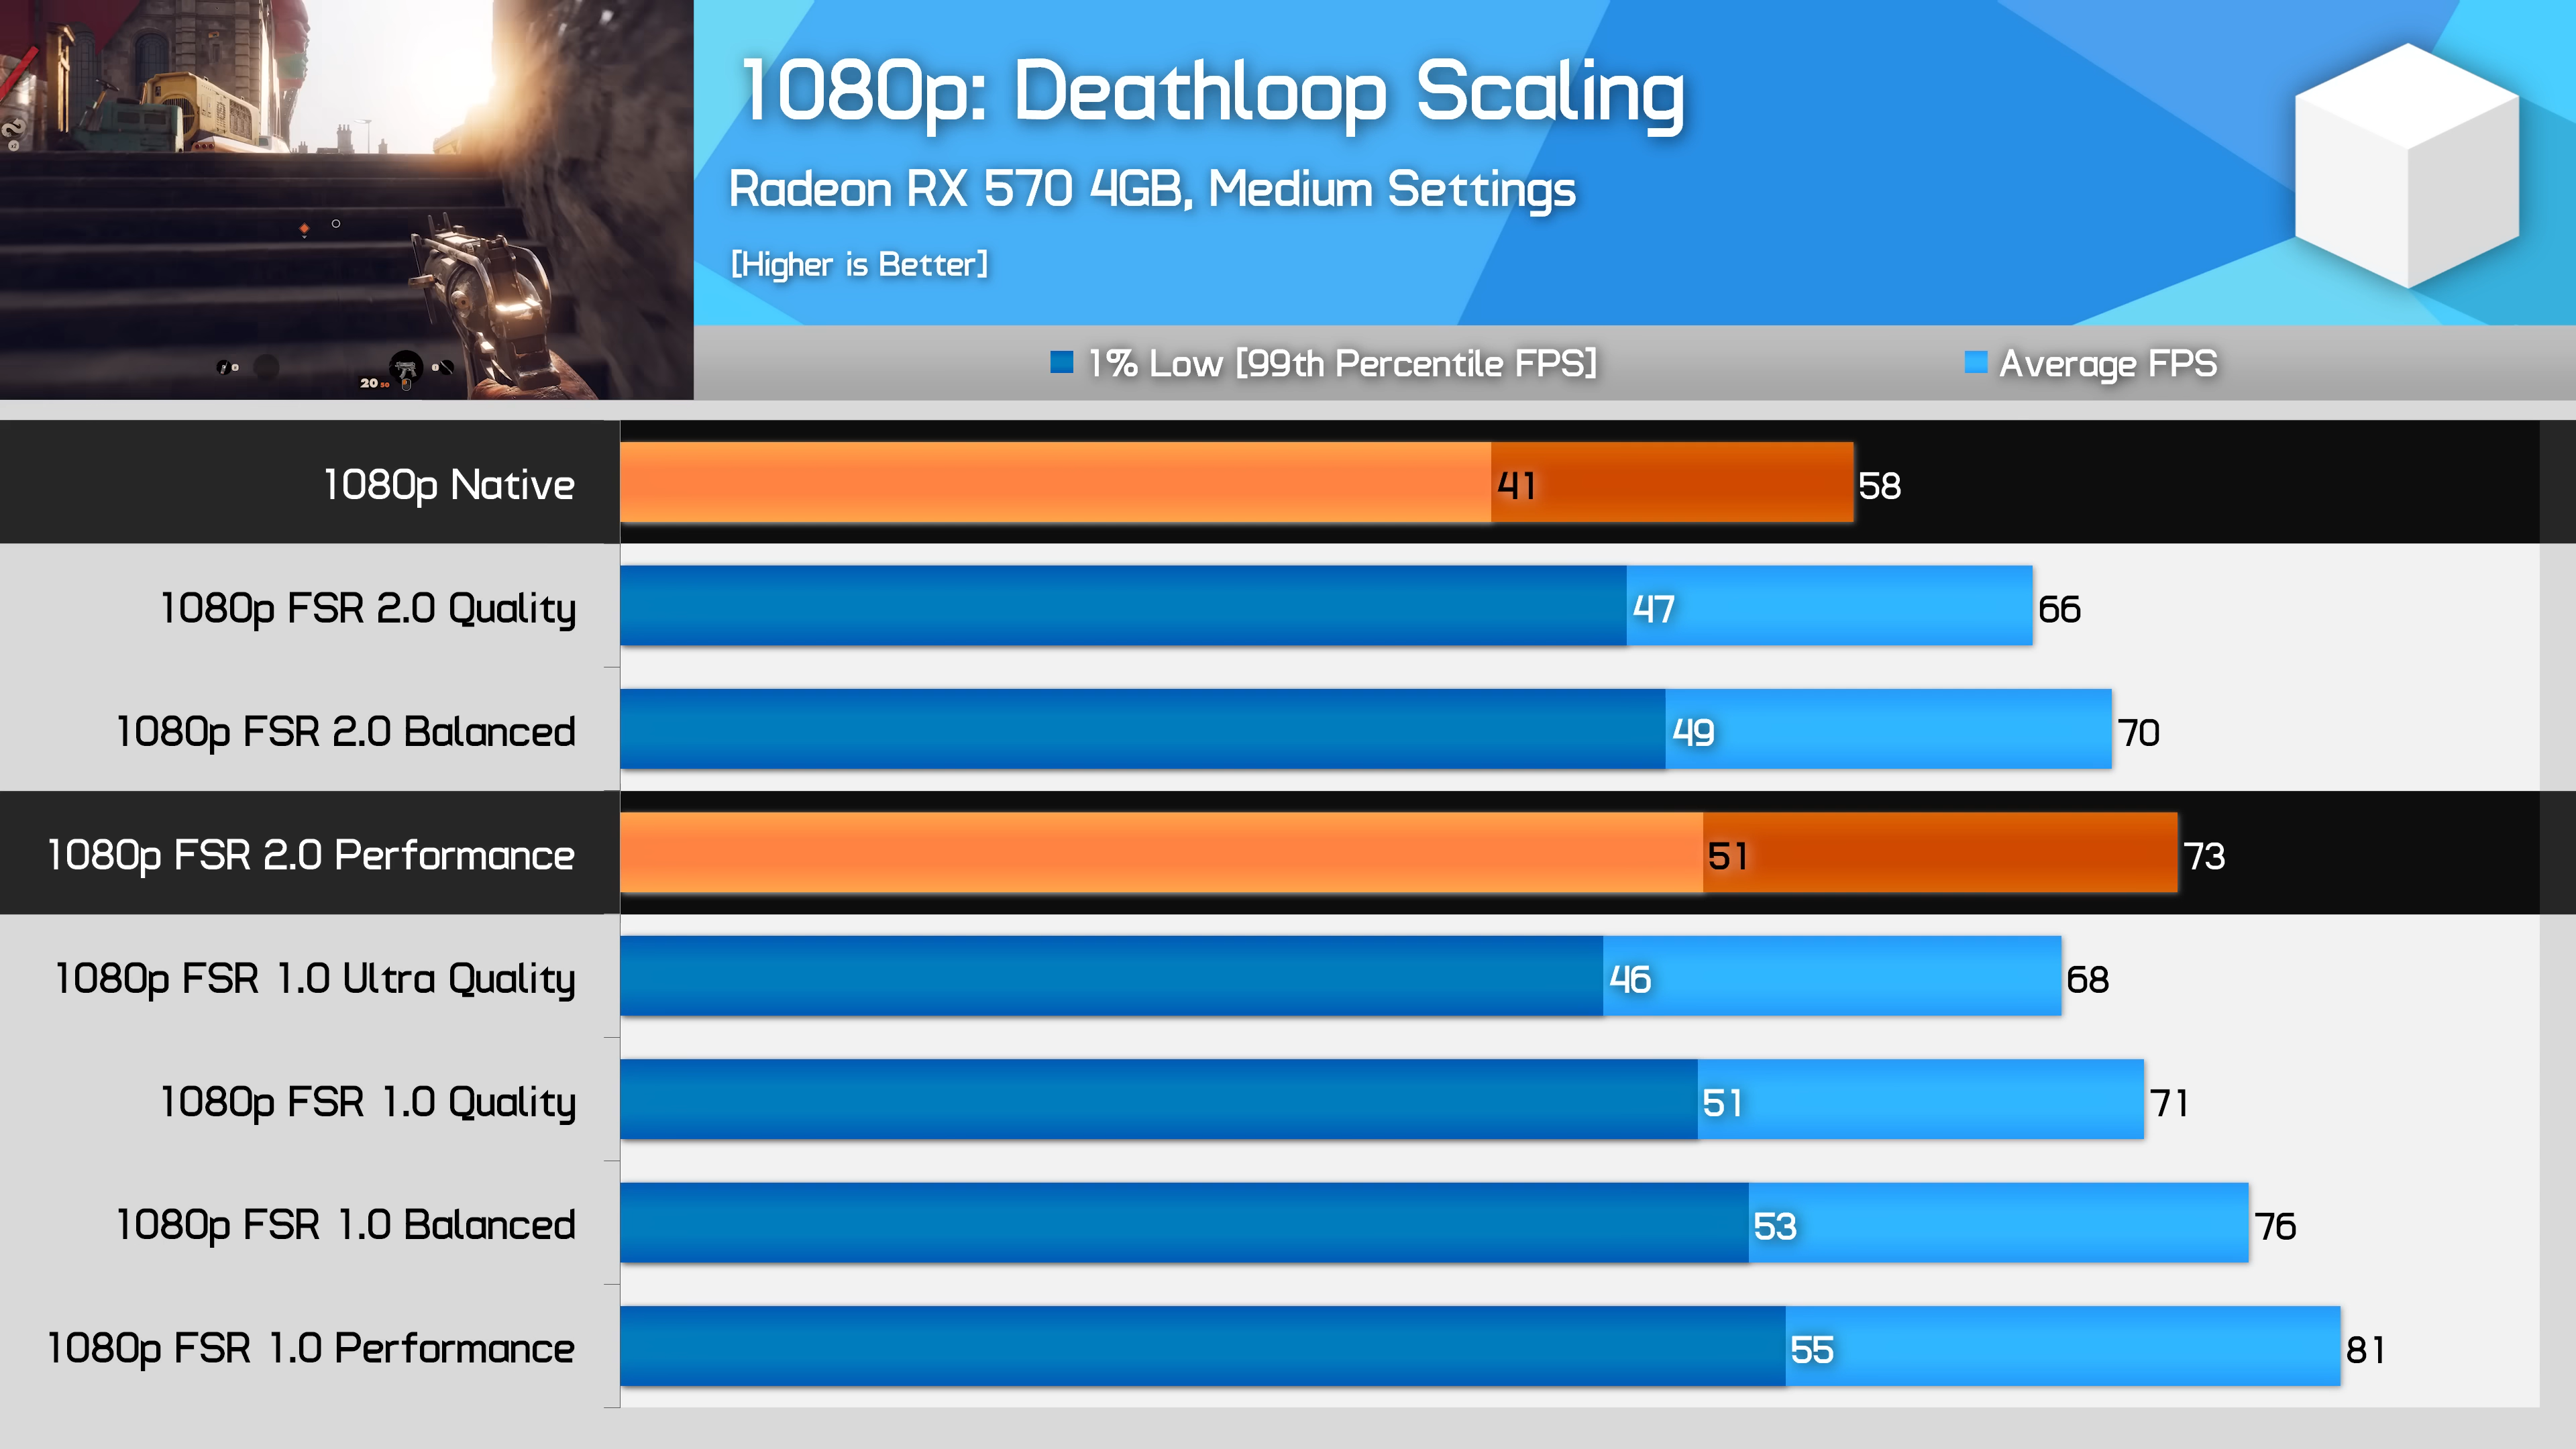 1080p: Deathloop Scaling
Radeon RX 570 4GB, Medium Settings
[Higher is Better]
1% Low [99th Percentile FPS]
Average FPS
20 50
1080p Native
41
58
1080p FSR 2.0 Quality
47
66
1080p FSR 2.0 Balanced
49
70
1080p FSR 2.0 Performance
51
73
1080p FSR 1.0 Ultra Quality
46
68
1080p FSR 1.0 Quality
51
71
1080p FSR 1.0 Balanced
53
76
1080p FSR 1.0 Performance
55
81